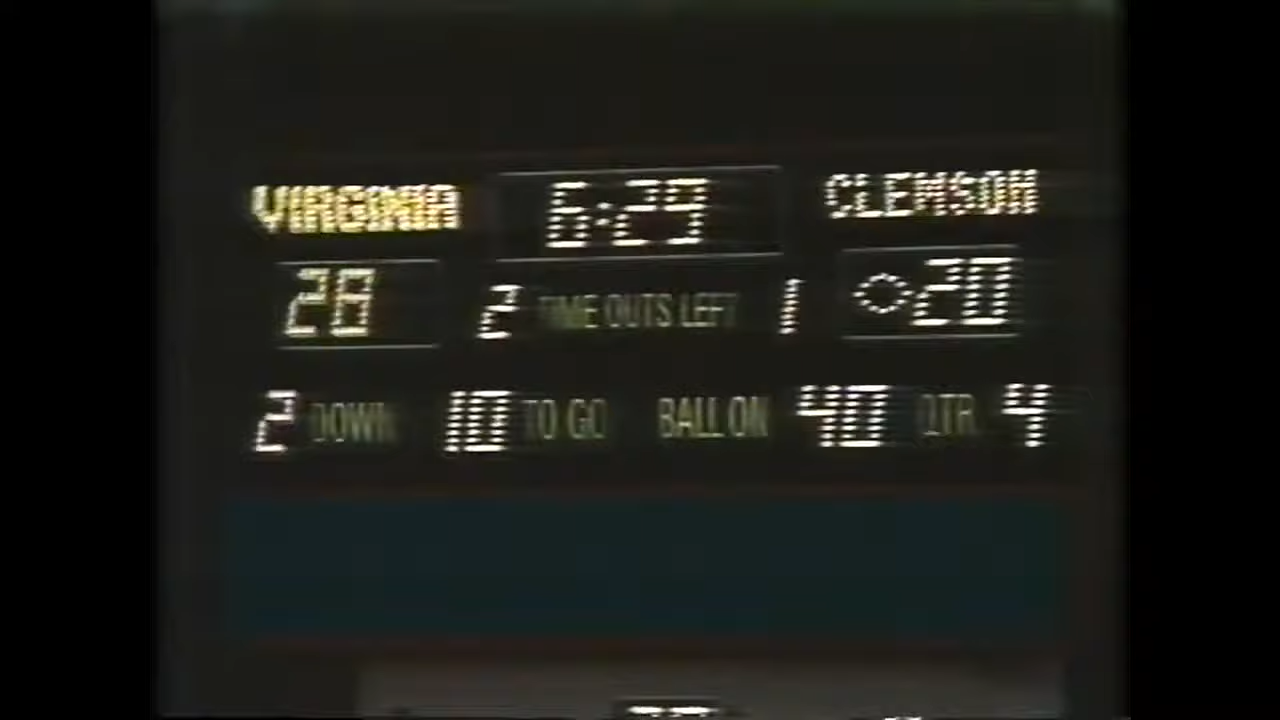 VIRGINIA 6:29 CLEMSON
28 2 TIME OUTS LEFT 1 20
2 DOWN 10 TO GO BALL ON 40 QTR 4